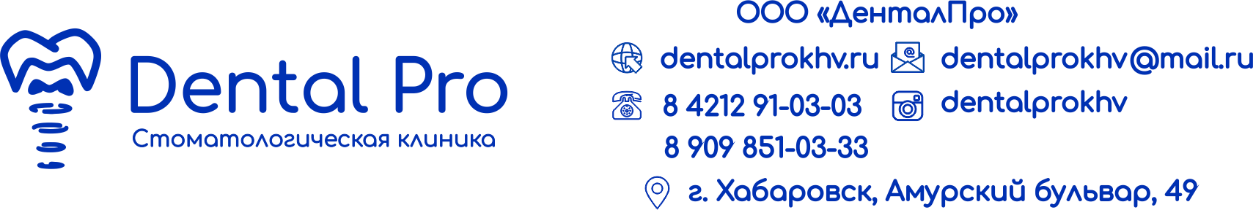 Dental Pro
Стоматологическая клиника
ООО «ДенталПро»
dentalprokhv.ru
dentalprokhv@mail.ru
8 4212 91-03-03
dentalprokhv
8 909 851-03-33
г. Хабаровск, Амурский бульвар, 49